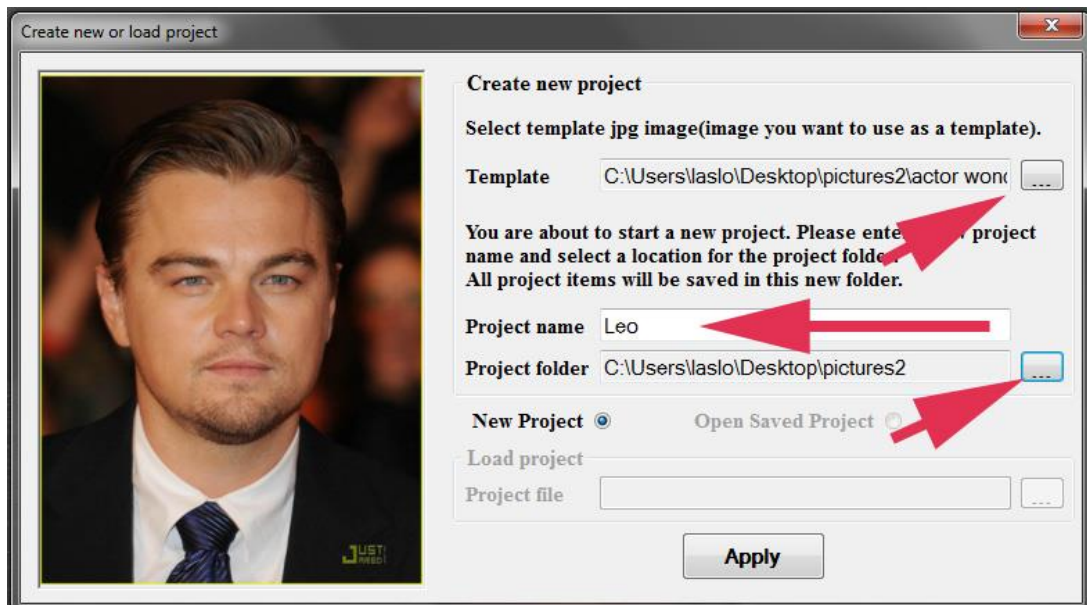 Create new or load project
Create new project
Select template jpg image(image you want to use as a template).
Template C:\Users\laslo\Desktop\pictures2\actor
...
You are about to start a new project. Please project
name and select a location for the project
All project items will be saved in this new folder.
Project name Leo
Project folder C:\Users\laslo\Desktop\pictures2
...
New Project Open Saved Project
Load project
Project file
...
JUST
JARED
Apply